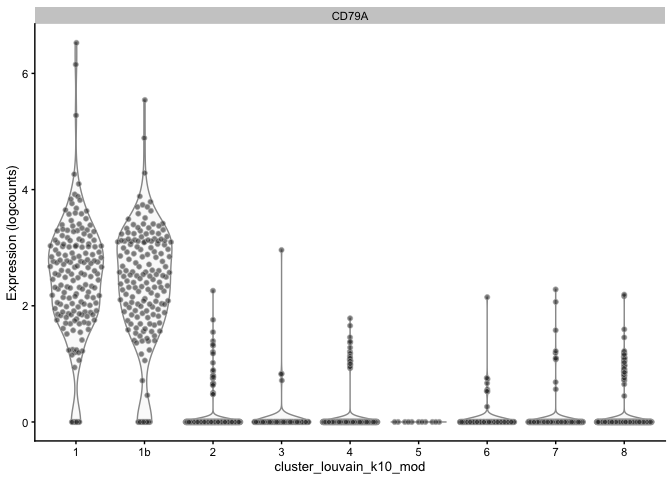 CD79A
Expression (logcounts)
6
4
2
0
1 1b 2 3 4 5 6 7 8
cluster_louvain_k10_mod